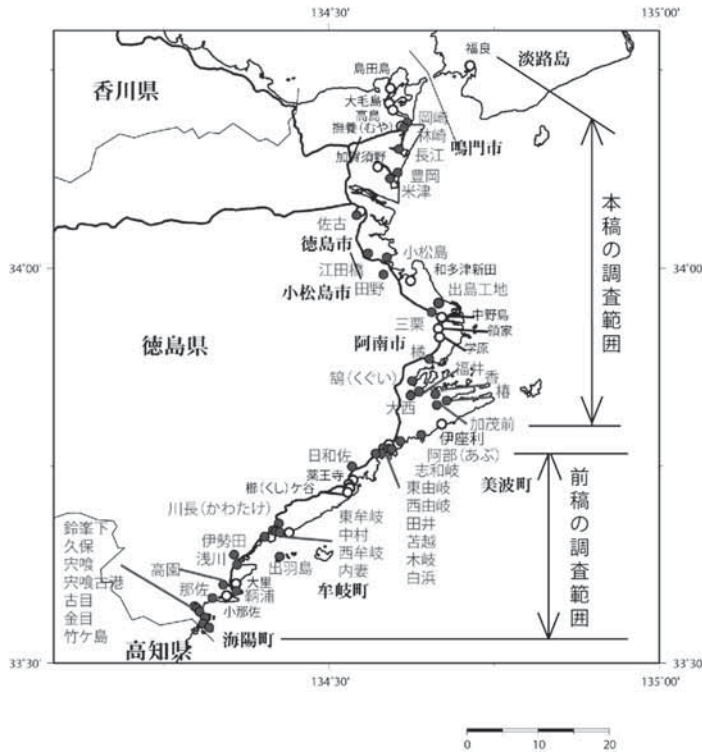 134°30'
135°00'
福良
淡路島
島田島
香川県
大毛島
高島
岡崎
撫養(むや)
林崎
鳴門市
長江
加賀須野
豊岡
米津
本稿の調査範囲
佐古
徳島市
小松島
34°00'
34°00'
江田橋
和多津新田
小松島市
田野
出島工地
中野島
三栗
領家
徳島県
阿南市
学原
橘
福井
鵠(くぐい)
香
椿
大西
加茂前
伊座利
日和佐
阿部(あぶ)
薬王寺
志和岐
櫛(くし)ケ谷
東由岐
美波町
前稿の調査範囲
西由岐
川長(かわたけ)
田井
鈴峯下
東牟岐
苫越
久保
伊勢田
中村
木岐
宍喰
浅川
西牟岐
白浜
宍喰古港
高園
出羽島
内妻
古目
那佐
大里
牟岐町
金目
鞆浦
竹ケ島
小那佐
海陽町
高知県
33°30'
33°30'
134°30'
135°00'
0
10
20